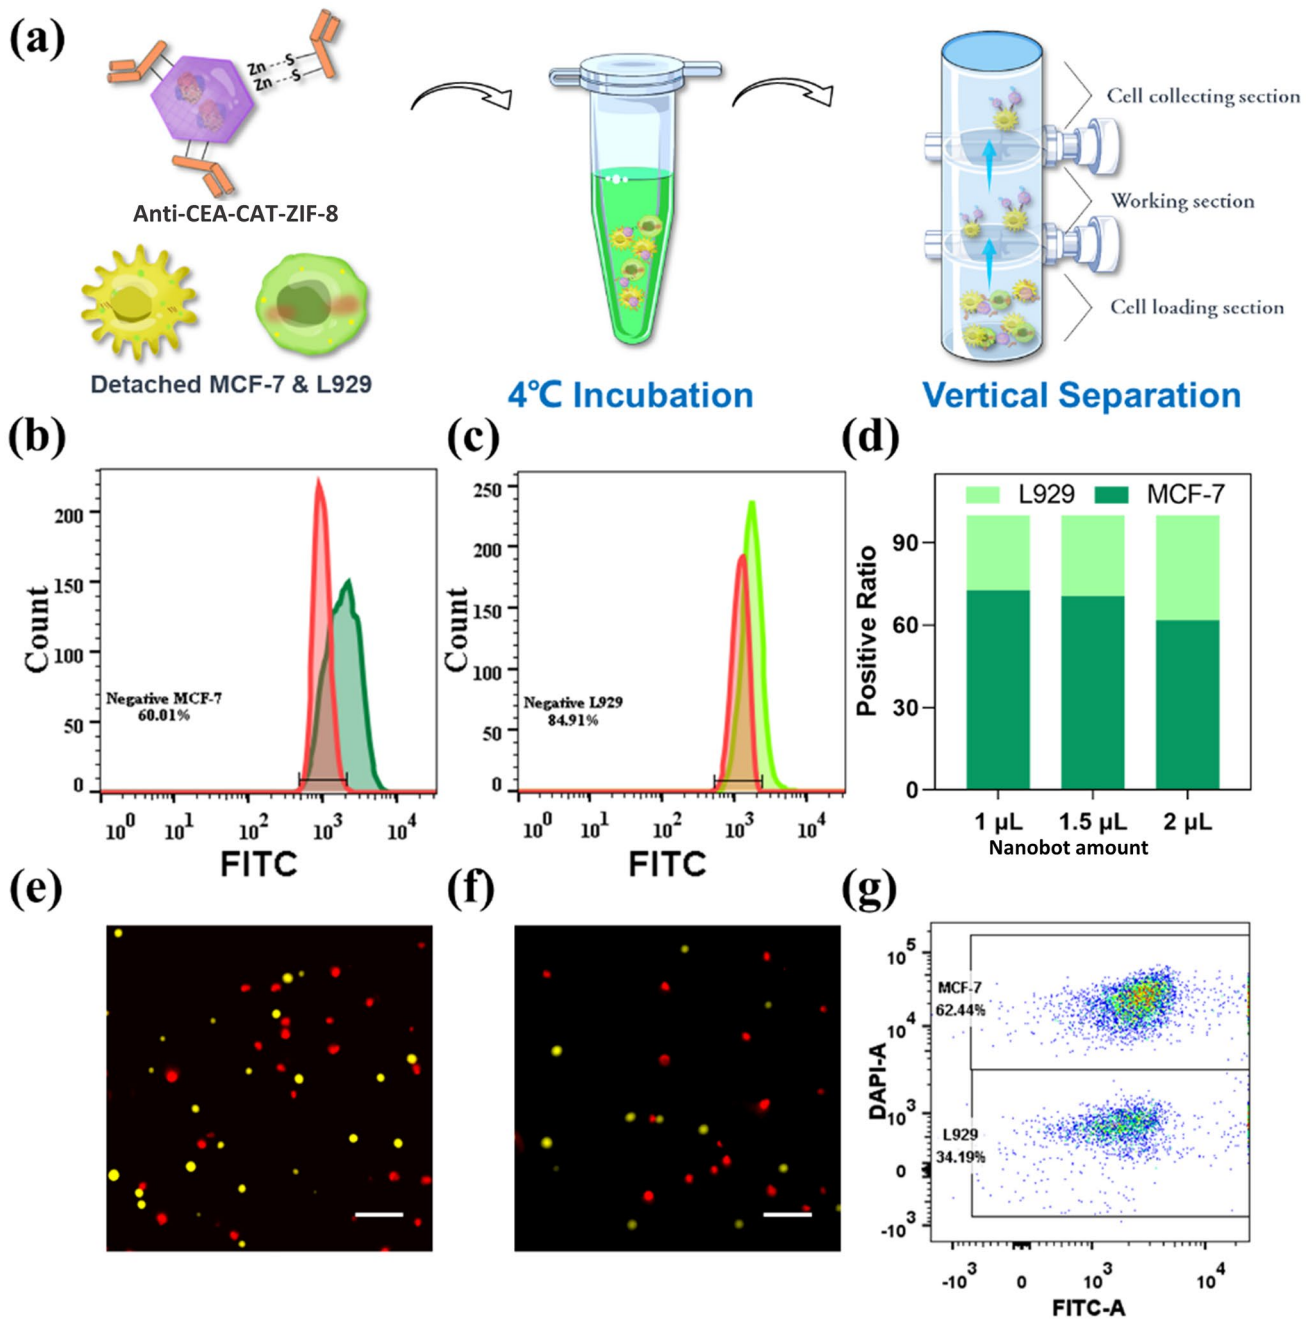 (a)
Zn---S
Zn---S
Anti-CEA-CAT-ZIF-8
Detached MCF-7 & L929
4℃ Incubation
Cell collecting section
Working section
Cell loading section
Vertical Separation
(b)
200
150
100
50
0
Count
Negative MCF-7
60.01%
10^0 10^1 10^2 10^3 10^4
FITC
(c)
250
200
150
100
50
0
Count
Negative L929
84.91%
10^0 10^1 10^2 10^3 10^4
FITC
(d)
L929 MCF-7
90
60
30
0
Positive Ratio
1 μL 1.5 μL 2 μL
Nanobot amount
(e)
(f)
(g)
10^5
10^4
10^3
0
-10^3
DAPI-A
MCF-7
62.44%
L929
34.19%
-10^3 0 10^3 10^4
FITC-A